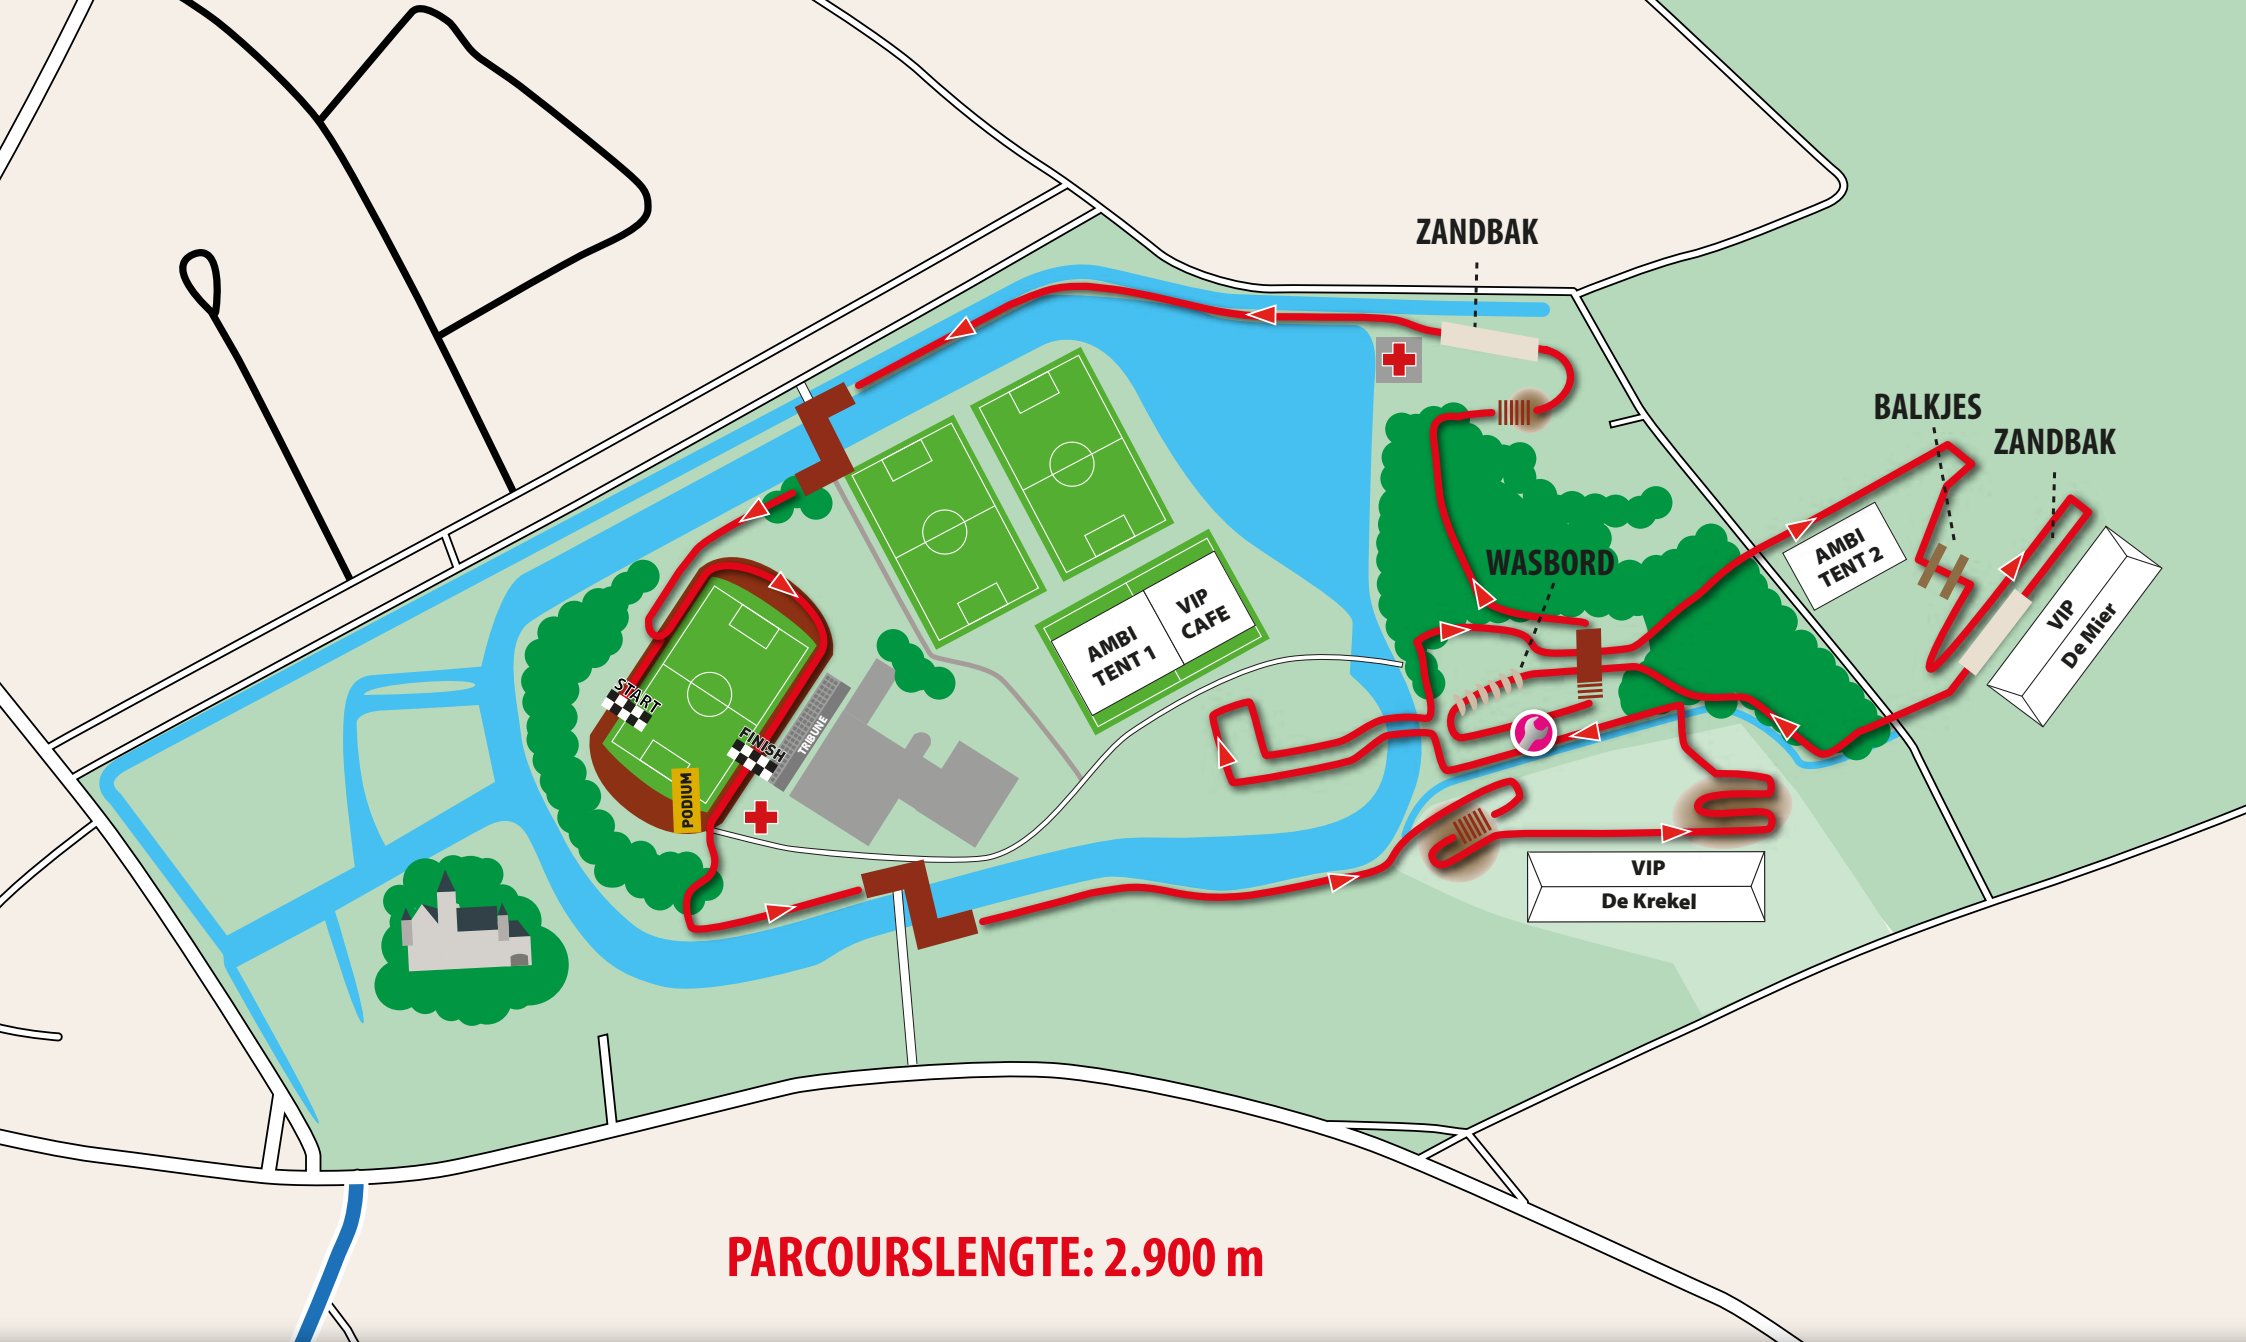 ZANDBAK
BALKJES
ZANDBAK
WASBORD
AMBI
TENT 2
VIP
De Mier
AMBI
TENT 1
VIP
CAFE
START
FINISH
TRIBUNE
PODIUM
VIP
De Krekel
PARCOURSLENGTE: 2.900 m